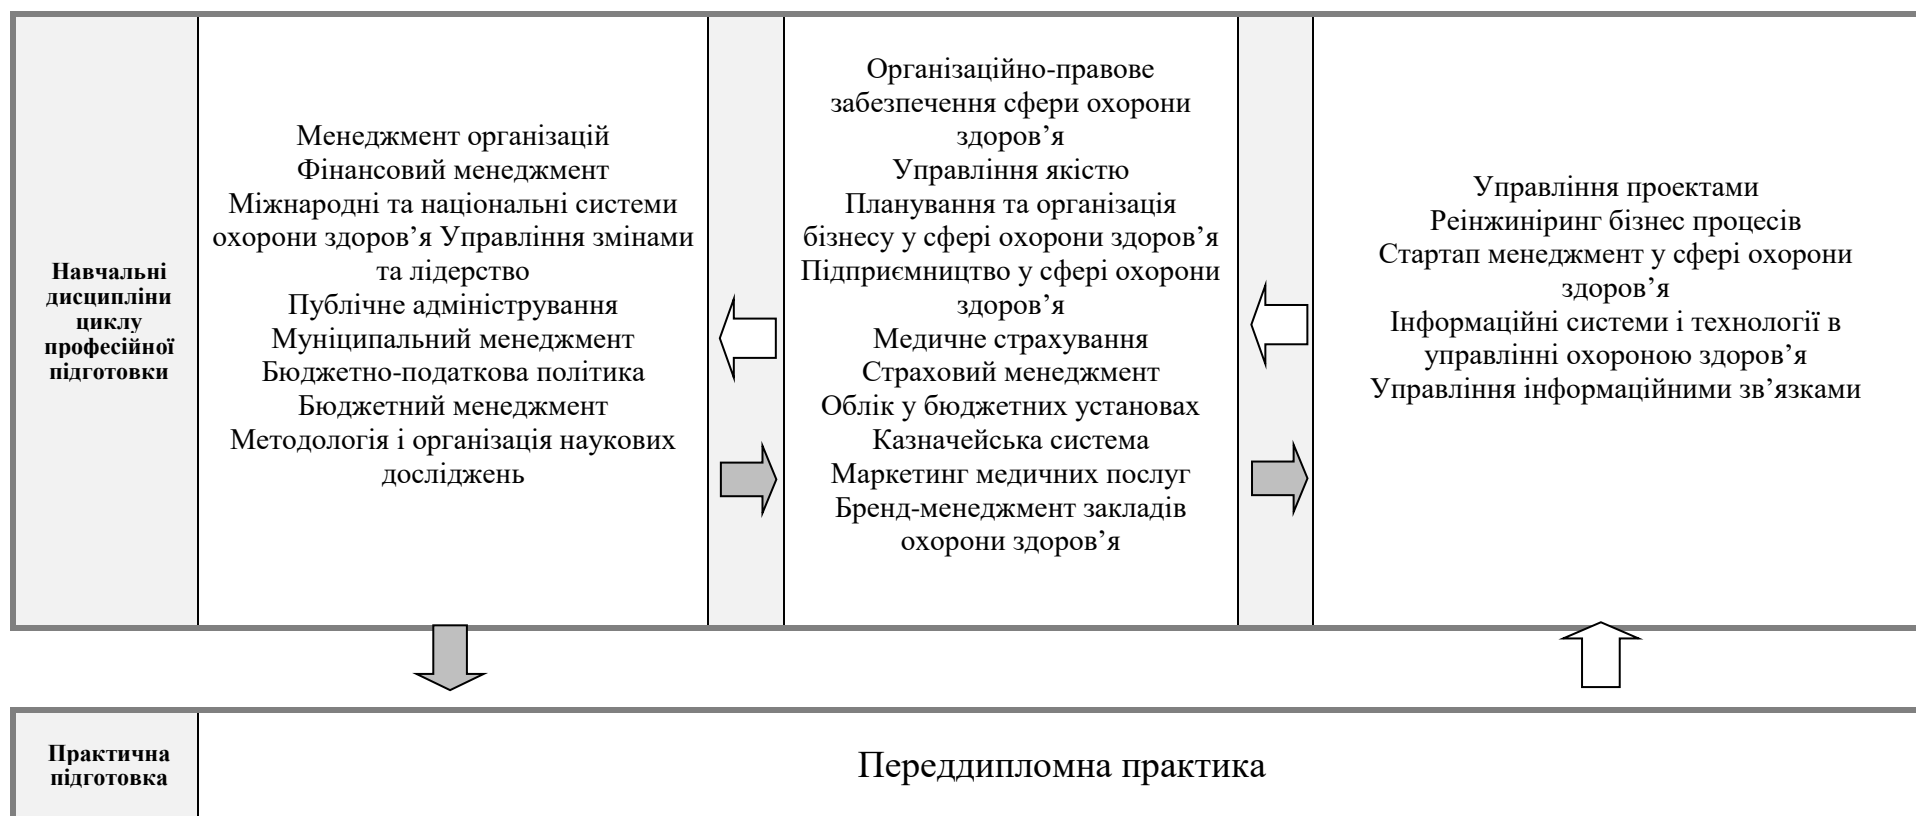 Навчальні
дисципліни
циклу
професійної
підготовки
Менеджмент організацій
Фінансовий менеджмент
Міжнародні та національні системи
охорони здоров’я Управління змінами
та лідерство
Публічне адміністрування
Муніципальний менеджмент
Бюджетно-податкова політика
Бюджетний менеджмент
Методологія і організація наукових
досліджень
Організаційно-правове
забезпечення сфери охорони
здоров’я
Управління якістю
Планування та організація
бізнесу у сфері охорони здоров’я
Підприємництво у сфері охорони
здоров’я
Медичне страхування
Страховий менеджмент
Облік у бюджетних установах
Казначейська система
Маркетинг медичних послуг
Бренд-менеджмент закладів
охорони здоров’я
Управління проектами
Реінжиніринг бізнес процесів
Стартап менеджмент у сфері охорони
здоров’я
Інформаційні системи і технології в
управлінні охороною здоров’я
Управління інформаційними зв’язками
Практична
підготовка
Переддипломна практика